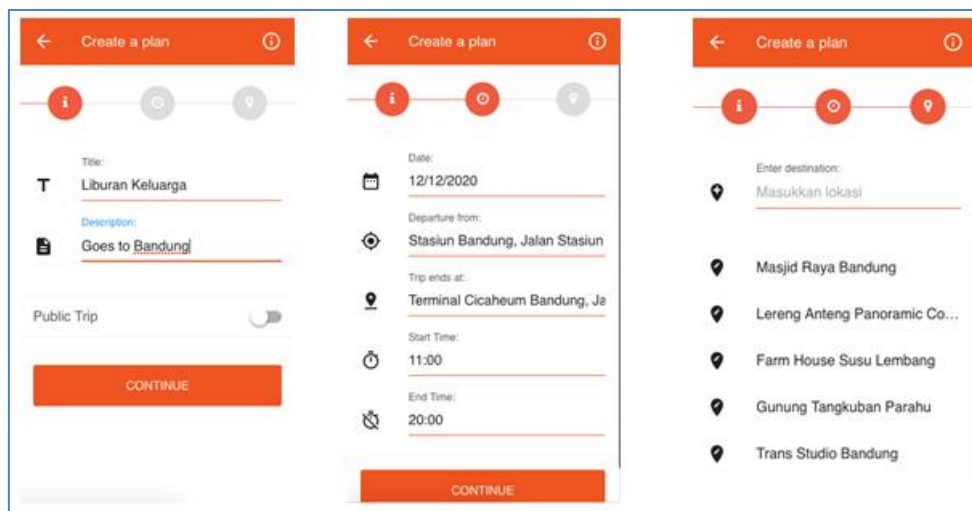 Create a plan
Title:
Liburan Keluarga
Description:
Goes to Bandung
Public Trip
CONTINUE
Create a plan
Date:
12/12/2020
Departure from:
Stasiun Bandung, Jalan Stasiun
Trip ends at:
Terminal Cicaheum Bandung, Ja
Start Time:
11:00
End Time:
20:00
CONTINUE
Create a plan
Enter destination:
Masukkan lokasi
Masjid Raya Bandung
Lereng Anteng Panoramic Co...
Farm House Susu Lembang
Gunung Tangkuban Parahu
Trans Studio Bandung